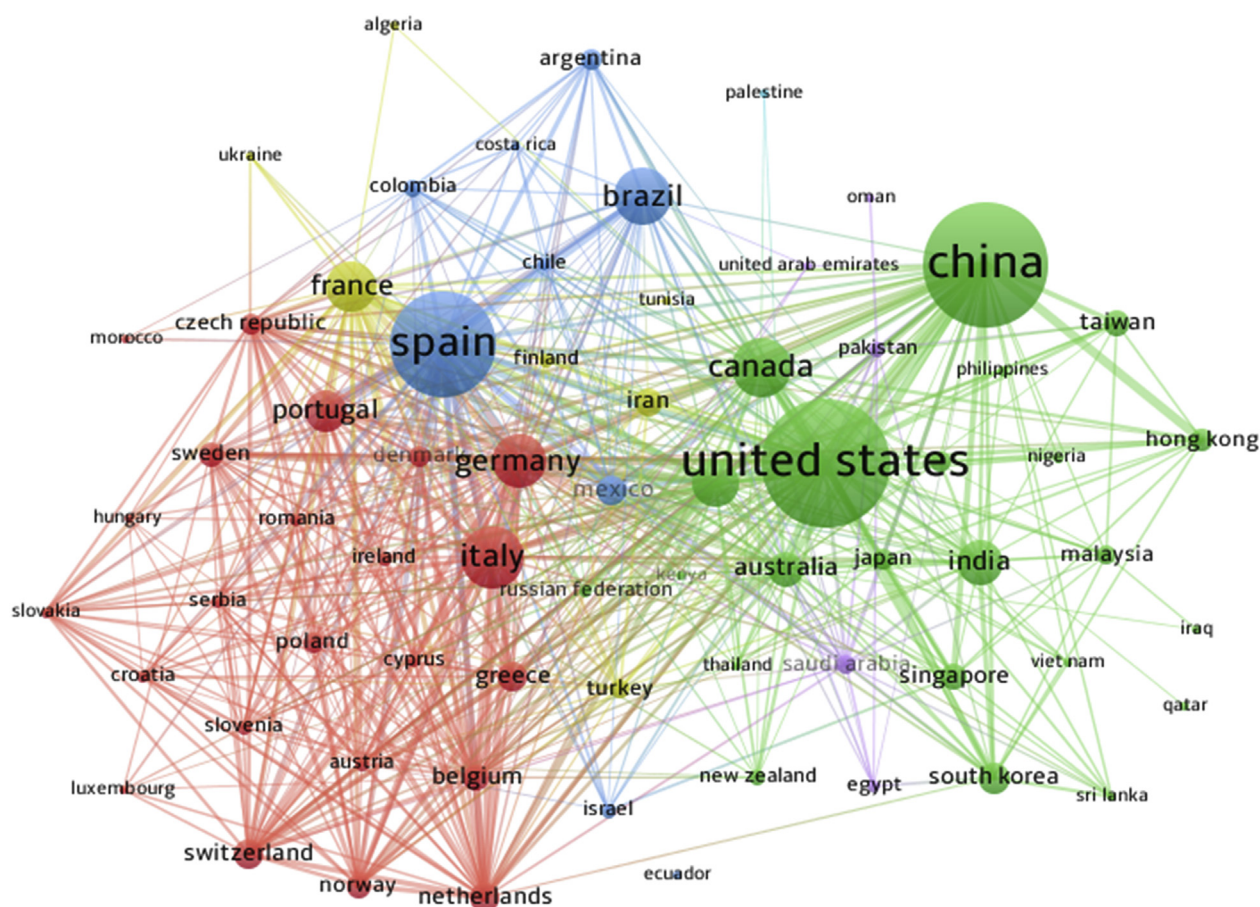 algeria
argentina
palestine
costa rica
ukraine
colombia
brazil
oman
chile
united arab emirates
china
france
tunisia
czech republic
taiwan
morocco
spain
finland
pakistan
canada
philippines
iran
portugal
hong kong
sweden
denmark
germany
united states
nigeria
mexico
hungary
romania
ireland
italy
australia
japan
india
malaysia
kenya
russian federation
serbia
slovakia
iraq
poland
cyprus
thailand
saudi arabia
viet nam
croatia
greece
turkey
singapore
qatar
slovenia
austria
belgium
new zealand
south korea
luxembourg
egypt
sri lanka
israel
switzerland
ecuador
norway
netherlands